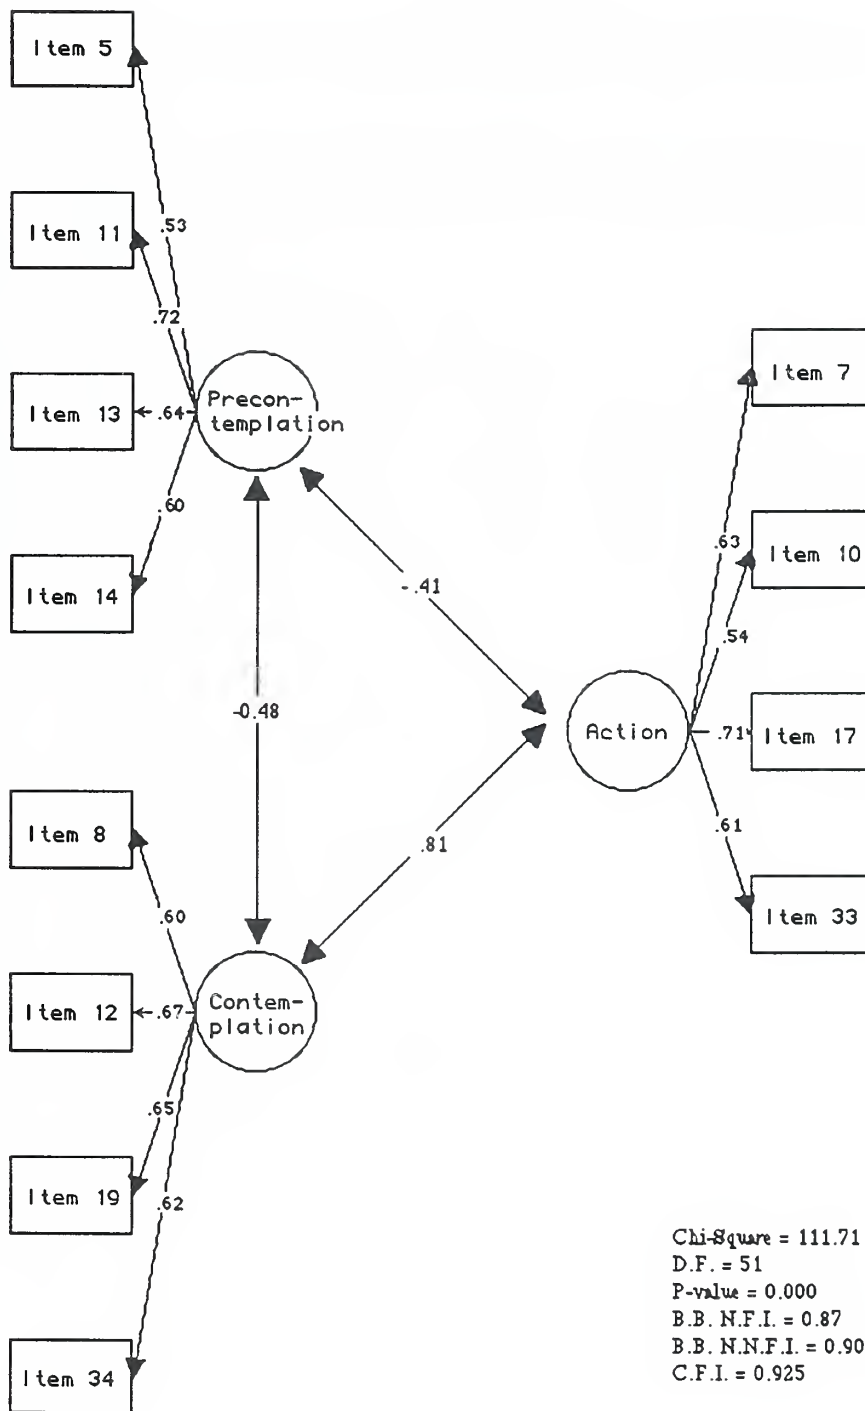 Item 5
.53
Item 11
.72
Item 13
.64
Precon-
templation
.60
Item 14
Item 7
.63
Item 10
.54
-.41
-0.48
Action
.71
Item 17
.61
Item 33
.81
Item 8
.60
Item 12
.67
Contem-
plation
.65
Item 19
.62
Item 34
Chi-Square = 111.71
D.F. = 51
P-value = 0.000
B.B. N.F.I. = 0.87
B.B. N.N.F.I. = 0.90
C.F.I. = 0.925